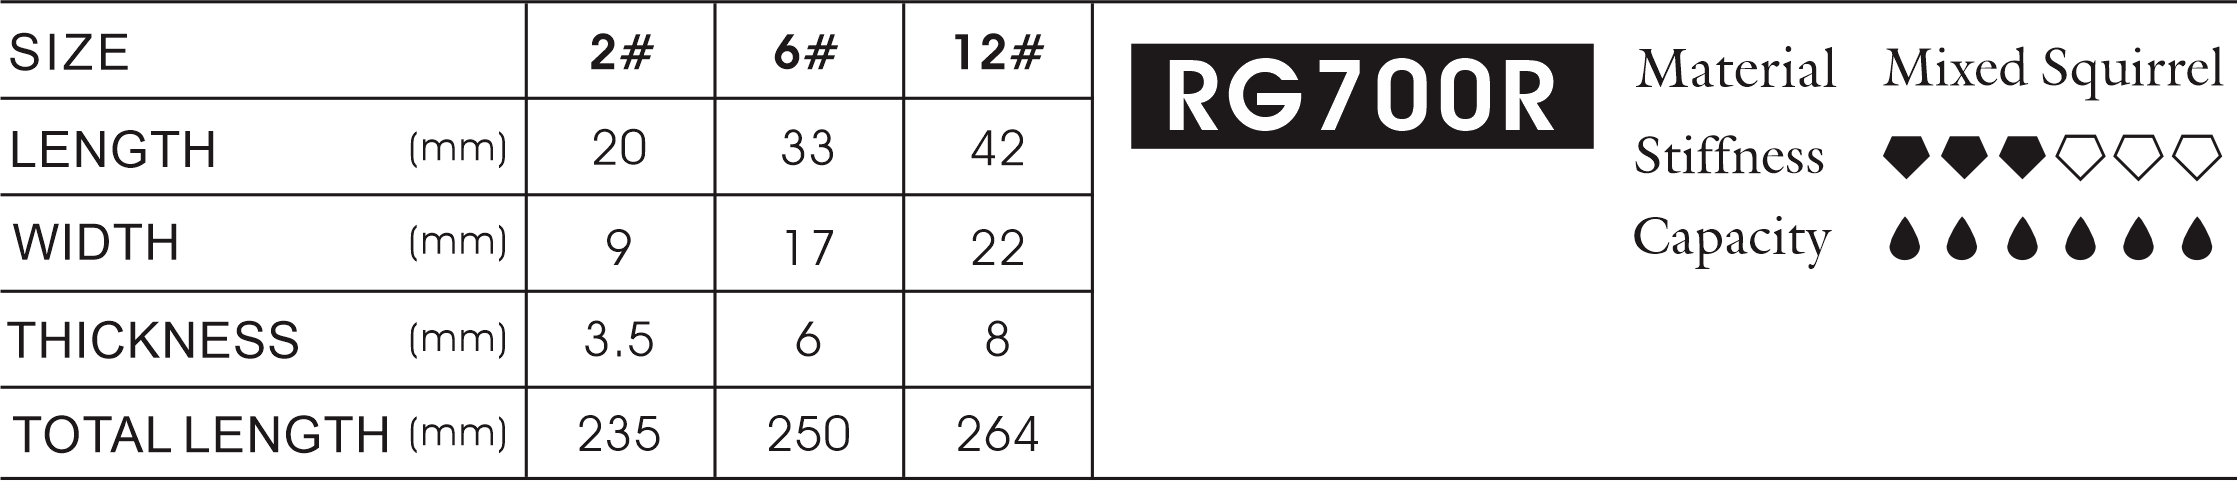 SIZE 2# 6# 12#
LENGTH (mm) 20 33 42
WIDTH (mm) 9 17 22
THICKNESS (mm) 3.5 6 8
TOTAL LENGTH (mm) 235 250 264
RG700R
Material Mixed Squirrel
Stiffness
Capacity